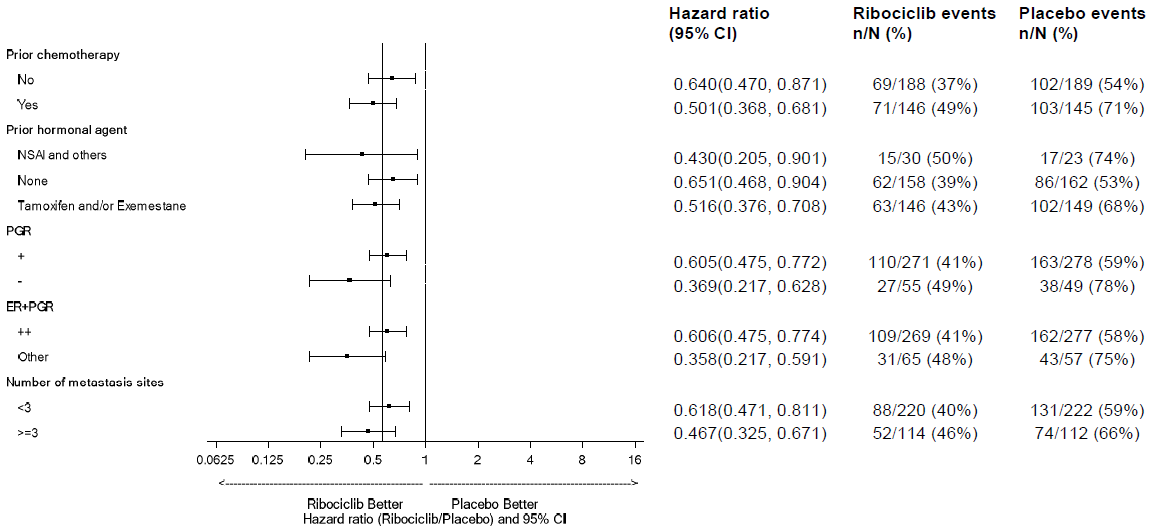 Hazard ratio Ribociclib events Placebo events
(95% CI) n/N (%) n/N (%)
Prior chemotherapy
No 0.640(0.470, 0.871) 69/188 (37%) 102/189 (54%)
Yes 0.501(0.368, 0.681) 71/146 (49%) 103/145 (71%)
Prior hormonal agent
NSAI and others 0.430(0.205, 0.901) 15/30 (50%) 17/23 (74%)
None 0.651(0.468, 0.904) 62/158 (39%) 86/162 (53%)
Tamoxifen and/or Exemestane 0.516(0.376, 0.708) 63/146 (43%) 102/149 (68%)
PGR
+ 0.605(0.475, 0.772) 110/271 (41%) 163/278 (59%)
- 0.369(0.217, 0.628) 27/55 (49%) 38/49 (78%)
ER+PGR
++ 0.606(0.475, 0.774) 109/269 (41%) 162/277 (58%)
Other 0.358(0.217, 0.591) 31/65 (48%) 43/57 (75%)
Number of metastasis sites
<3 0.618(0.471, 0.811) 88/220 (40%) 131/222 (59%)
>=3 0.467(0.325, 0.671) 52/114 (46%) 74/112 (66%)
0.0625 0.125 0.25 0.5 1 2 4 8 16
Ribociclib Better Placebo Better
Hazard ratio (Ribociclib/Placebo) and 95% CI